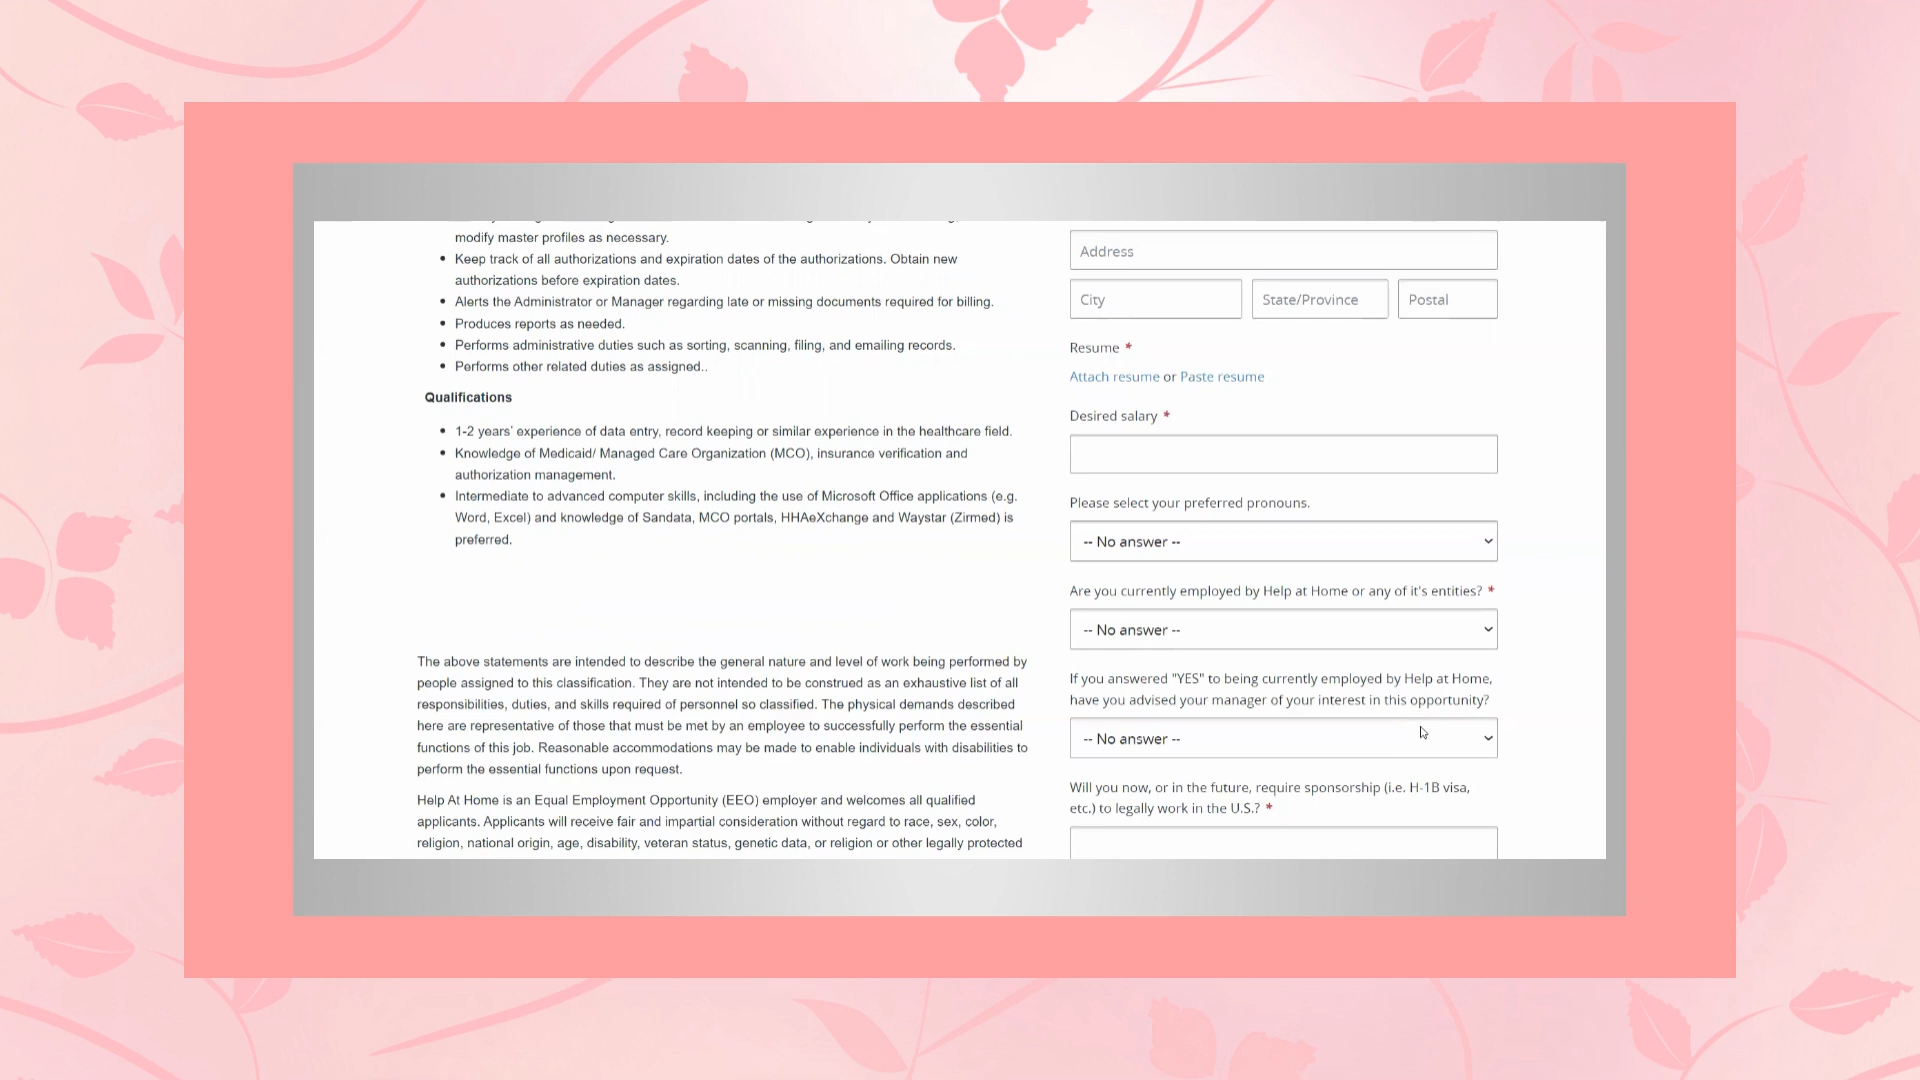 modify master profiles as necessary.
• Keep track of all authorizations and expiration dates of the authorizations. Obtain new
authorizations before expiration dates.
• Alerts the Administrator or Manager regarding late or missing documents required for billing.
• Produces reports as needed.
• Performs administrative duties such as sorting, scanning, filing, and emailing records.
• Performs other related duties as assigned..
Qualifications
• 1-2 years' experience of data entry, record keeping or similar experience in the healthcare field.
• Knowledge of Medicaid/ Managed Care Organization (MCO), insurance verification and
authorization management.
• Intermediate to advanced computer skills, including the use of Microsoft Office applications (e.g.
Word, Excel) and knowledge of Sandata, MCO portals, HHAeXchange and Waystar (Zirmed) is
preferred.
The above statements are intended to describe the general nature and level of work being performed by
people assigned to this classification. They are not intended to be construed as an exhaustive list of all
responsibilities, duties, and skills required of personnel so classified. The physical demands described
here are representative of those that must be met by an employee to successfully perform the essential
functions of this job. Reasonable accommodations may be made to enable individuals with disabilities to
perform the essential functions upon request.
Help At Home is an Equal Employment Opportunity (EEO) employer and welcomes all qualified
applicants. Applicants will receive fair and impartial consideration without regard to race, sex, color,
religion, national origin, age, disability, veteran status, genetic data, or religion or other legally protected
Address
City State/Province Postal
Resume *
Attach resume or Paste resume
Desired salary *
Please select your preferred pronouns.
-- No answer --
Are you currently employed by Help at Home or any of it's entities? *
-- No answer --
If you answered "YES" to being currently employed by Help at Home,
have you advised your manager of your interest in this opportunity?
-- No answer --
Will you now, or in the future, require sponsorship (i.e. H-1B visa,
etc.) to legally work in the U.S.? *